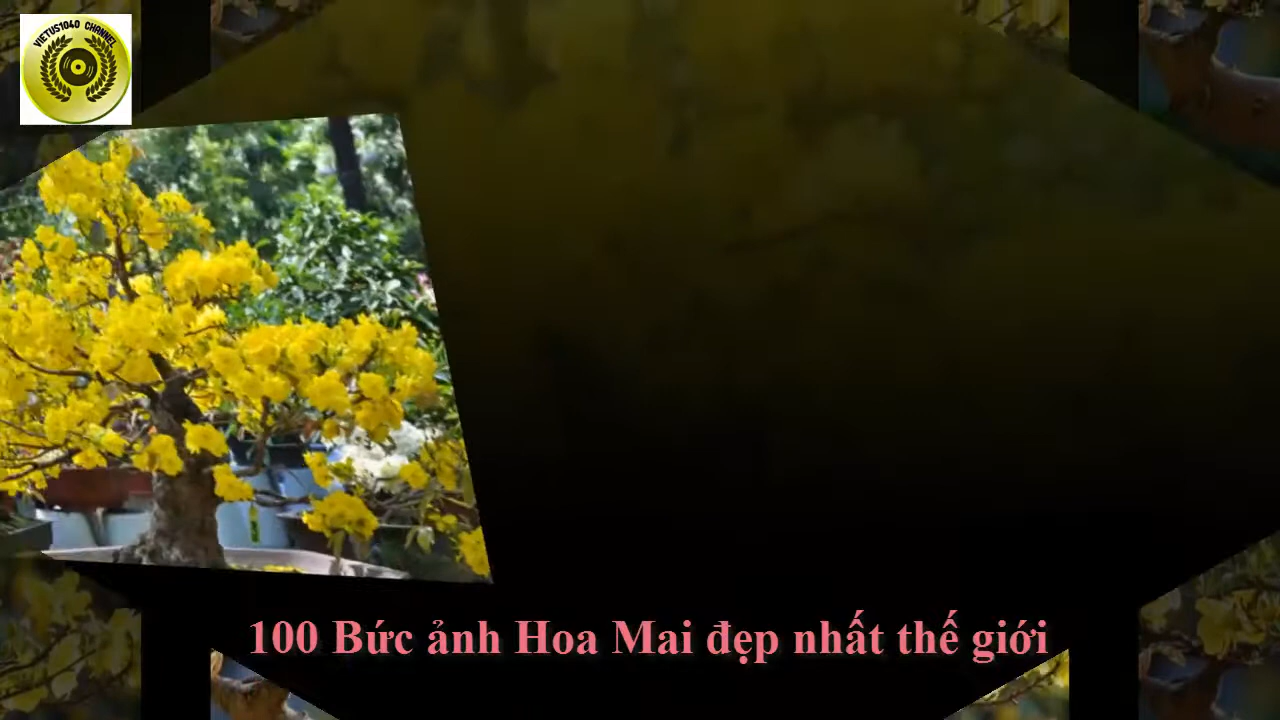 VIETUS1040 CHANNEL
100 Bức ảnh Hoa Mai đẹp nhất thế giới